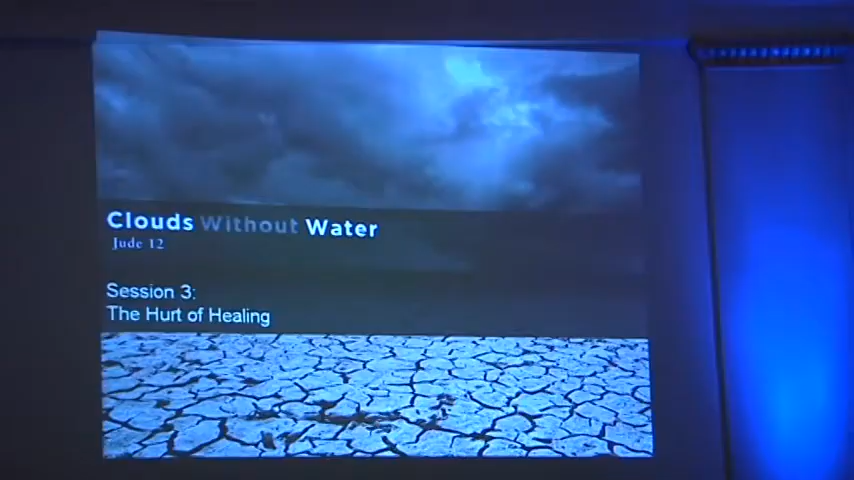 Clouds Without Water
Jude 12
Session 3:
The Hurt of Healing